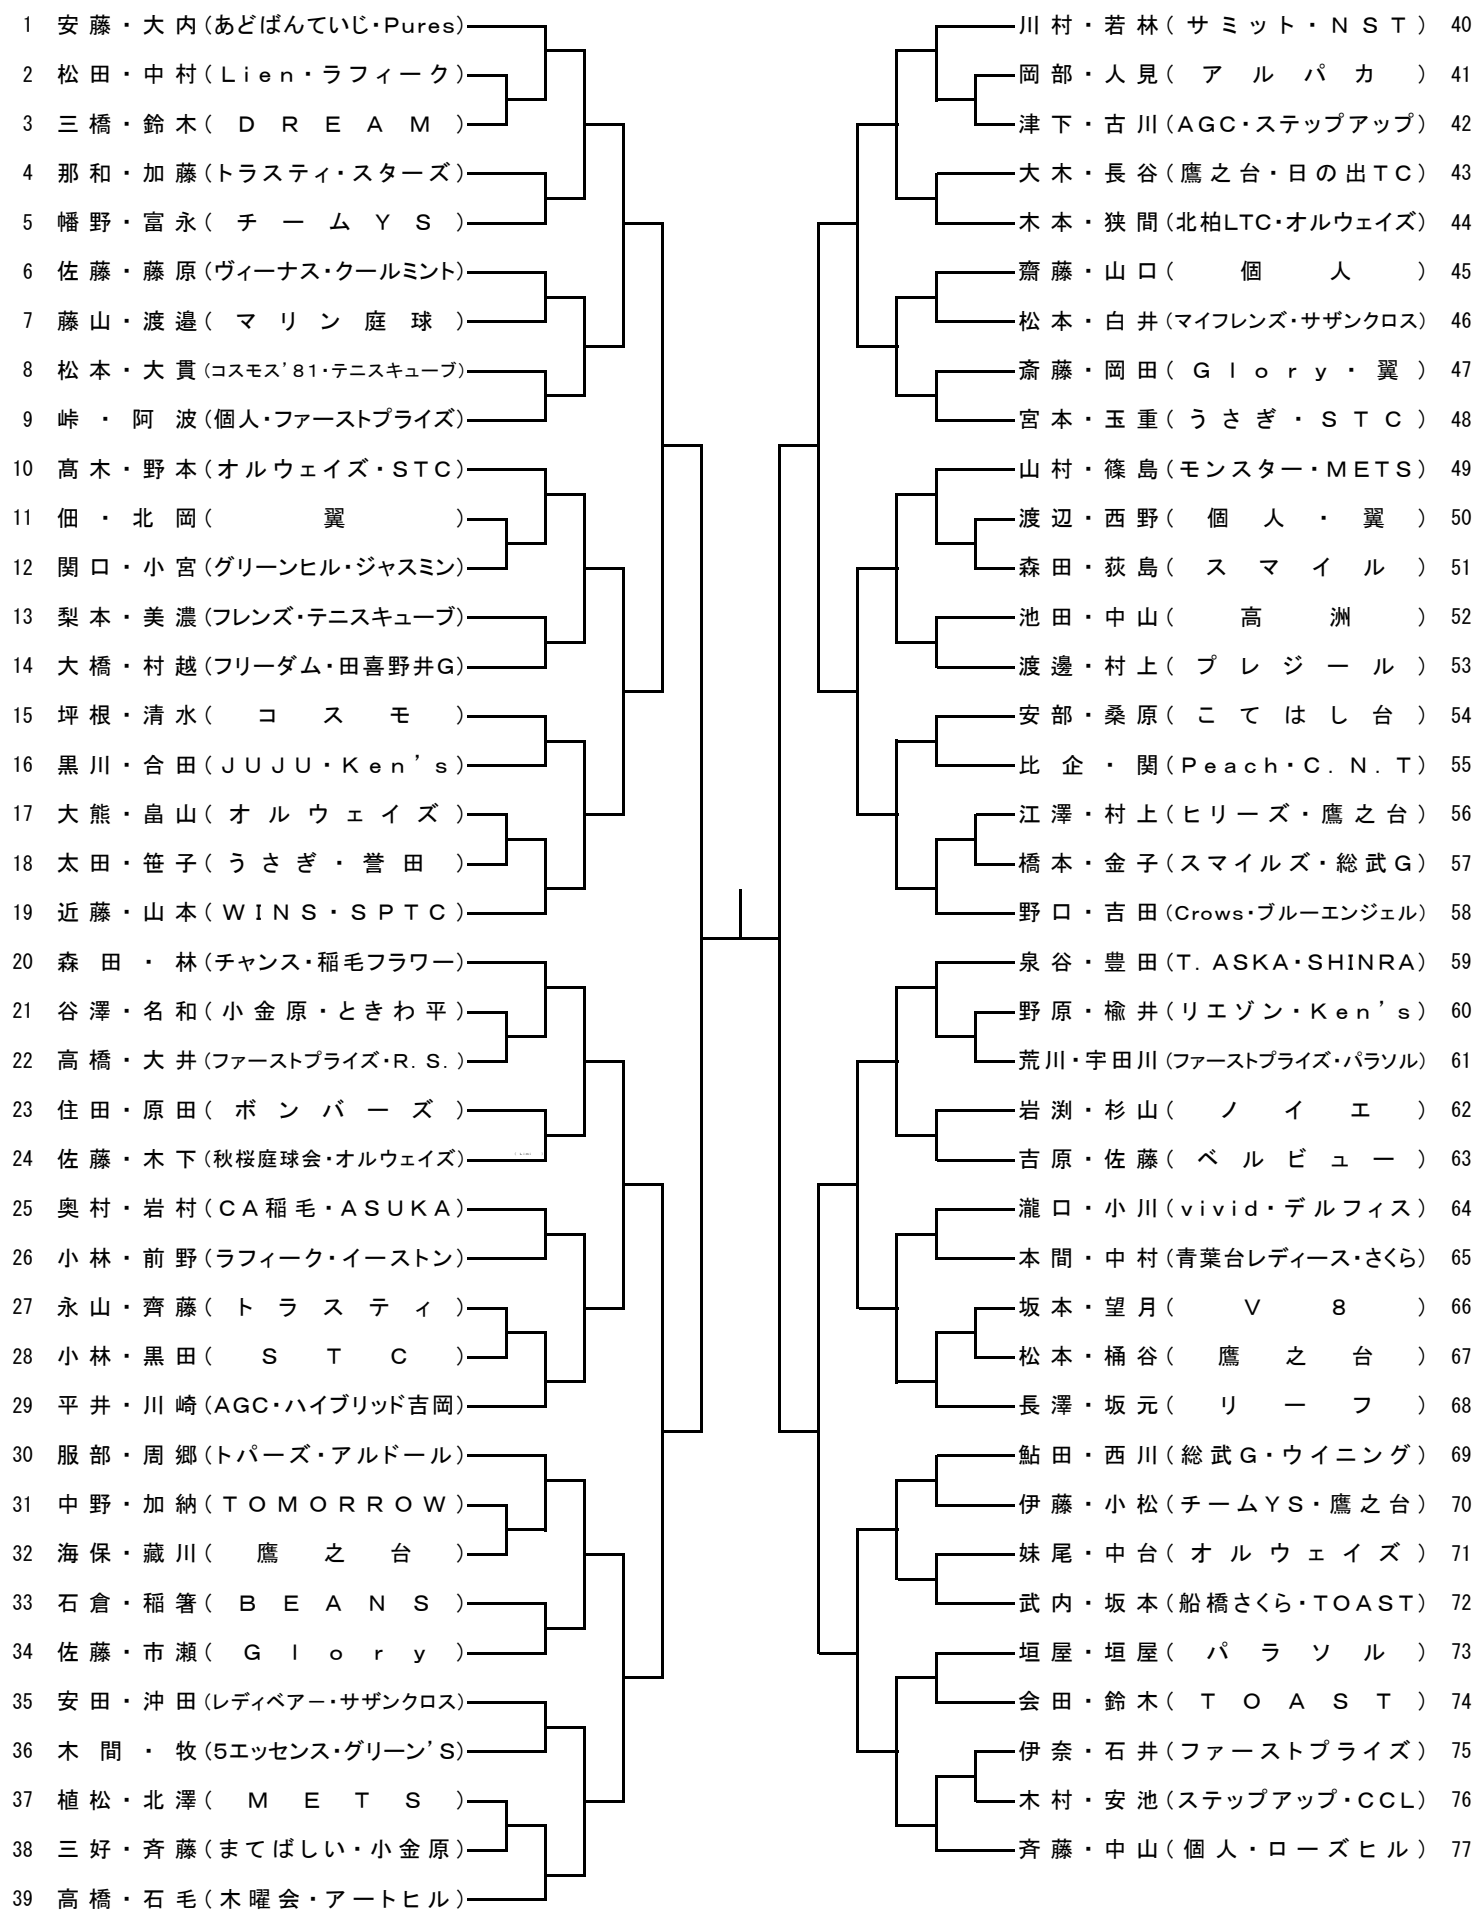 1 安藤・大内(あどばんていじ・Pures)
2 松田・中村(Lien・ラフィーク)
3 三橋・鈴木(DREAM)
4 那和・加藤(トラスティ・スターズ)
5 幡野・富永(チームYS)
6 佐藤・藤原(ヴィーナス・クールミント)
7 藤山・渡邉(マリン庭球)
8 松本・大貫(コスモス’81・テニスキューブ)
9 峠・阿波(個人・ファーストプライズ)
10 髙木・野本(オルウェイズ・STC)
11 佃・北岡(翼)
12 関口・小宮(グリーンヒル・ジャスミン)
13 梨本・美濃(フレンズ・テニスキューブ)
14 大橋・村越(フリーダム・田喜野井G)
15 坪根・清水(コスモ)
16 黒川・合田(JUJU・Ken’s)
17 大熊・畠山(オルウェイズ)
18 太田・笹子(うさぎ・誉田)
19 近藤・山本(WINS・SPTC)
20 森田・林(チャンス・稲毛フラワー)
21 谷澤・名和(小金原・ときわ平)
22 高橋・大井(ファーストプライズ・R.S.)
23 住田・原田(ボンバーズ)
24 佐藤・木下(秋桜庭球会・オルウェイズ)
25 奥村・岩村(CA稲毛・ASUKA)
26 小林・前野(ラフィーク・イーストン)
27 永山・齊藤(トラスティ)
28 小林・黒田(STC)
29 平井・川崎(AGC・ハイブリッド吉岡)
30 服部・周郷(トパーズ・アルドール)
31 中野・加納(TOMORROW)
32 海保・藏川(鷹之台)
33 石倉・稲箸(BEANS)
34 佐藤・市瀬(Glory)
35 安田・沖田(レディベアー・サザンクロス)
36 木間・牧(5エッセンス・グリーン’S)
37 植松・北澤(METS)
38 三好・斉藤(まてばしい・小金原)
39 高橋・石毛(木曜会・アートヒル)
川村・若林(サミット・NST) 40
岡部・人見(アルパカ) 41
津下・古川(AGC・ステップアップ) 42
大木・長谷(鷹之台・日の出TC) 43
木本・狭間(北柏LTC・オルウェイズ) 44
齋藤・山口(個人) 45
松本・白井(マイフレンズ・サザンクロス) 46
斎藤・岡田(Glory・翼) 47
宮本・玉重(うさぎ・STC) 48
山村・篠島(モンスター・METS) 49
渡辺・西野(個人・翼) 50
森田・荻島(スマイル) 51
池田・中山(高洲) 52
渡邊・村上(プレジール) 53
安部・桑原(こてはし台) 54
比企・関(Peach・C.N.T) 55
江澤・村上(ヒリーズ・鷹之台) 56
橋本・金子(スマイルズ・総武G) 57
野口・吉田(Crows・ブルーエンジェル) 58
泉谷・豊田(T.ASKA・SHINRA) 59
野原・楡井(リエゾン・Ken’s) 60
荒川・宇田川(ファーストプライズ・パラソル) 61
岩渕・杉山(ノイエ) 62
吉原・佐藤(ベルビュー) 63
瀧口・小川(vivid・デルフィス) 64
本間・中村(青葉台レディース・さくら) 65
坂本・望月(V8) 66
松本・桶谷(鷹之台) 67
長澤・坂元(リーフ) 68
鮎田・西川(総武G・ウイニング) 69
伊藤・小松(チームYS・鷹之台) 70
妹尾・中台(オルウェイズ) 71
武内・坂本(船橋さくら・TOAST) 72
垣屋・垣屋(パラソル) 73
会田・鈴木(TOAST) 74
伊奈・石井(ファーストプライズ) 75
木村・安池(ステップアップ・CCL) 76
斉藤・中山(個人・ローズヒル) 77